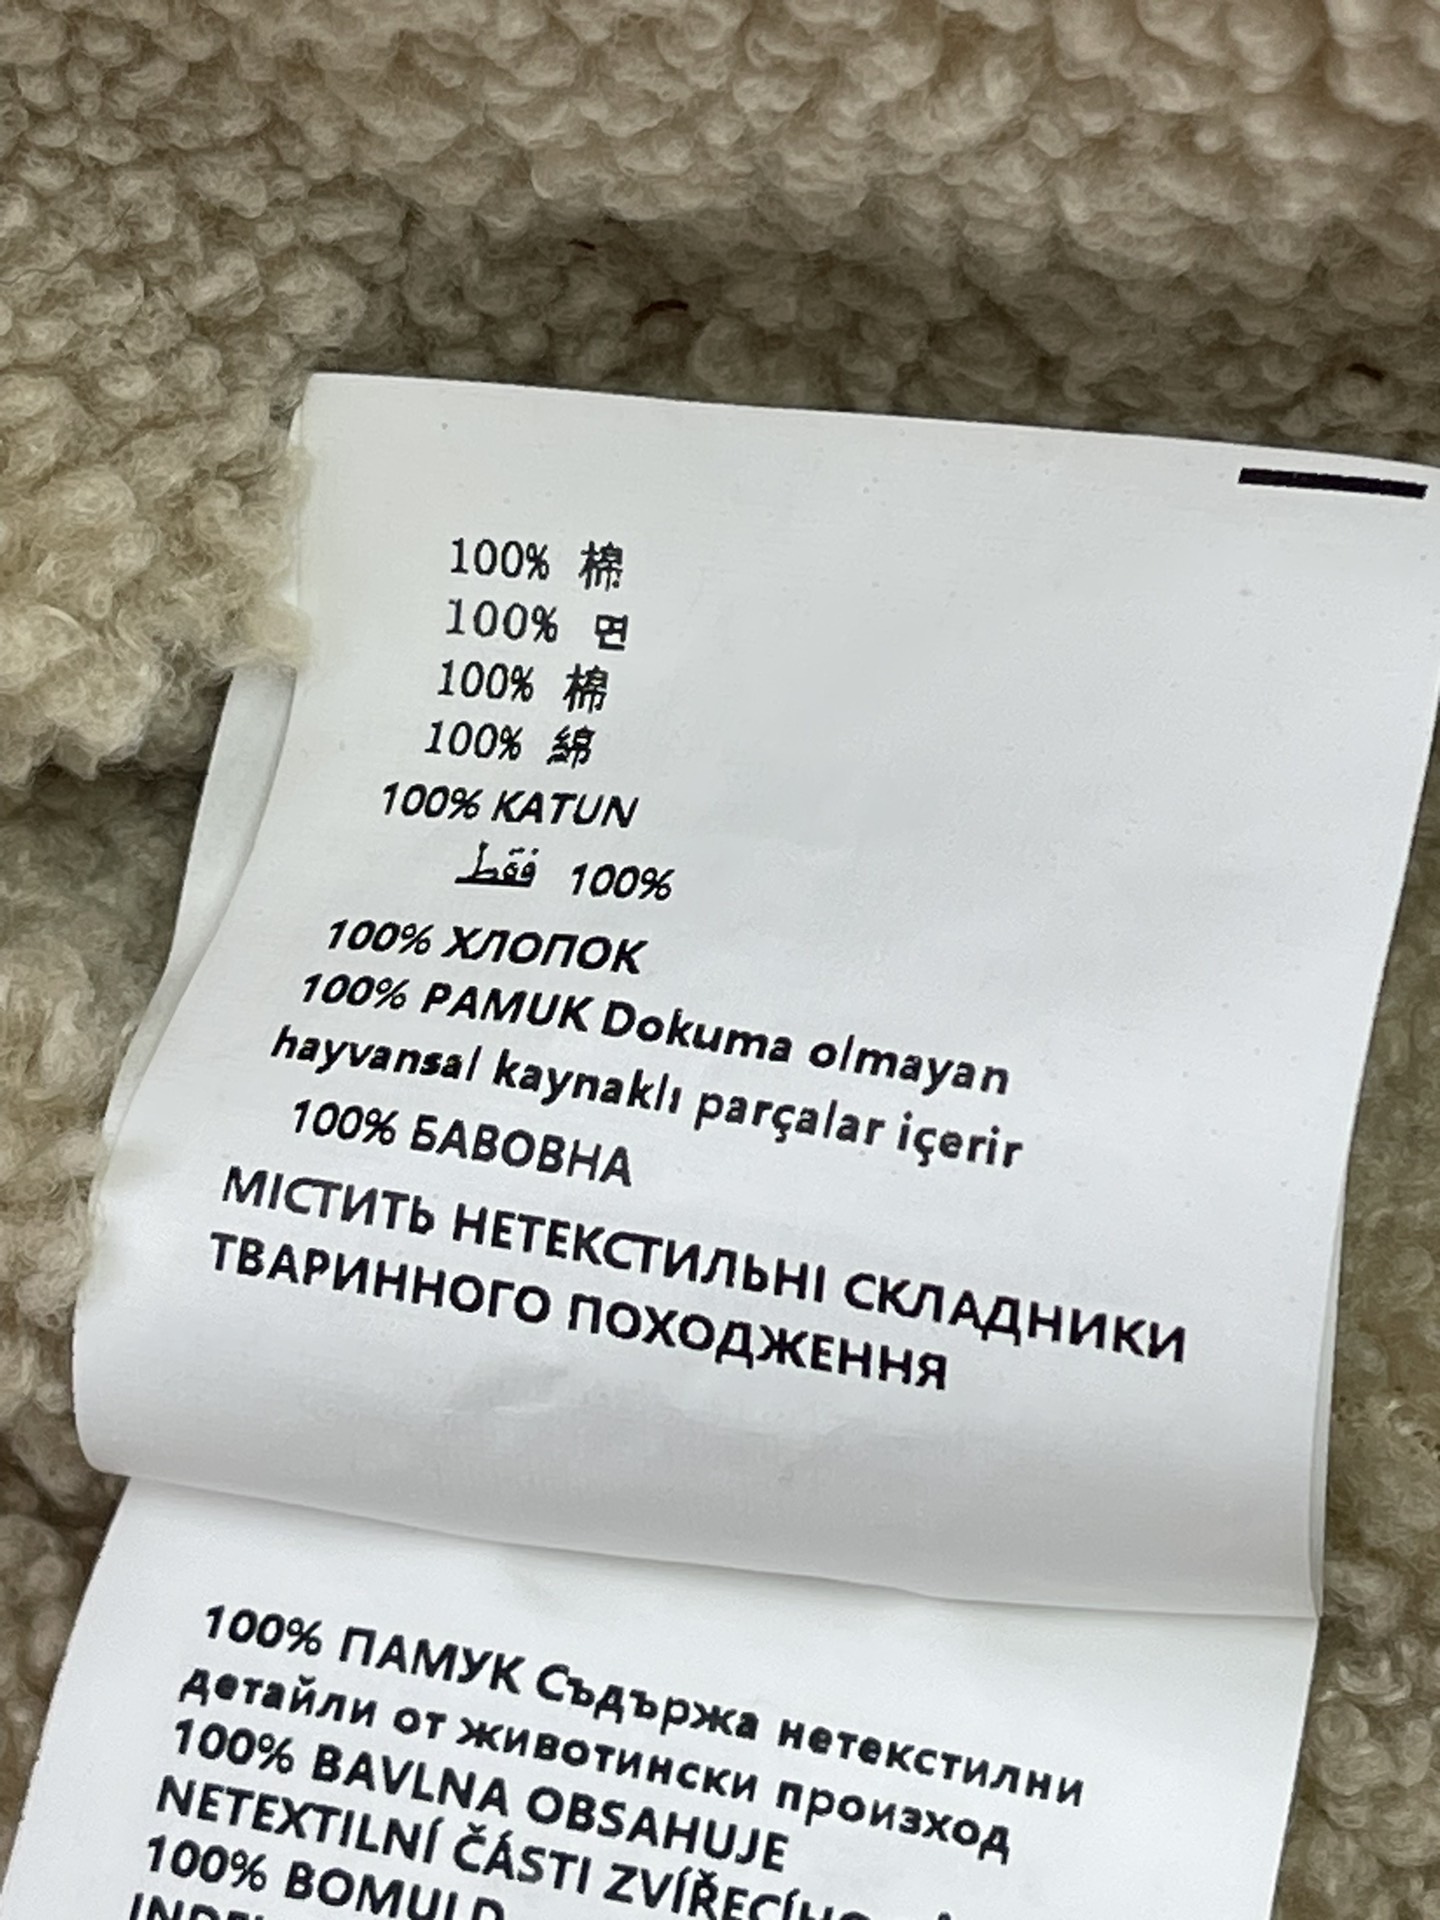 100% 棉
100% 면
100% 棉
100% 綿
100% KATUN
100%
100% ХЛОПОК
100% PAMUK Dokuma olmayan
hayvansal kaynaklı parçalar içerir
100% БАВОВНА
МІСТИТЬ НЕТЕКСТИЛЬНІ СКЛАДНИКИ
ТВАРИННОГО ПОХОДЖЕННЯ
100% ПАМУК Съдържа нетекстилни
детайли от животински произход
100% BAVLNA OBSAHUJE
NETEXTILNÍ ČÁSTI
100% BOMULD